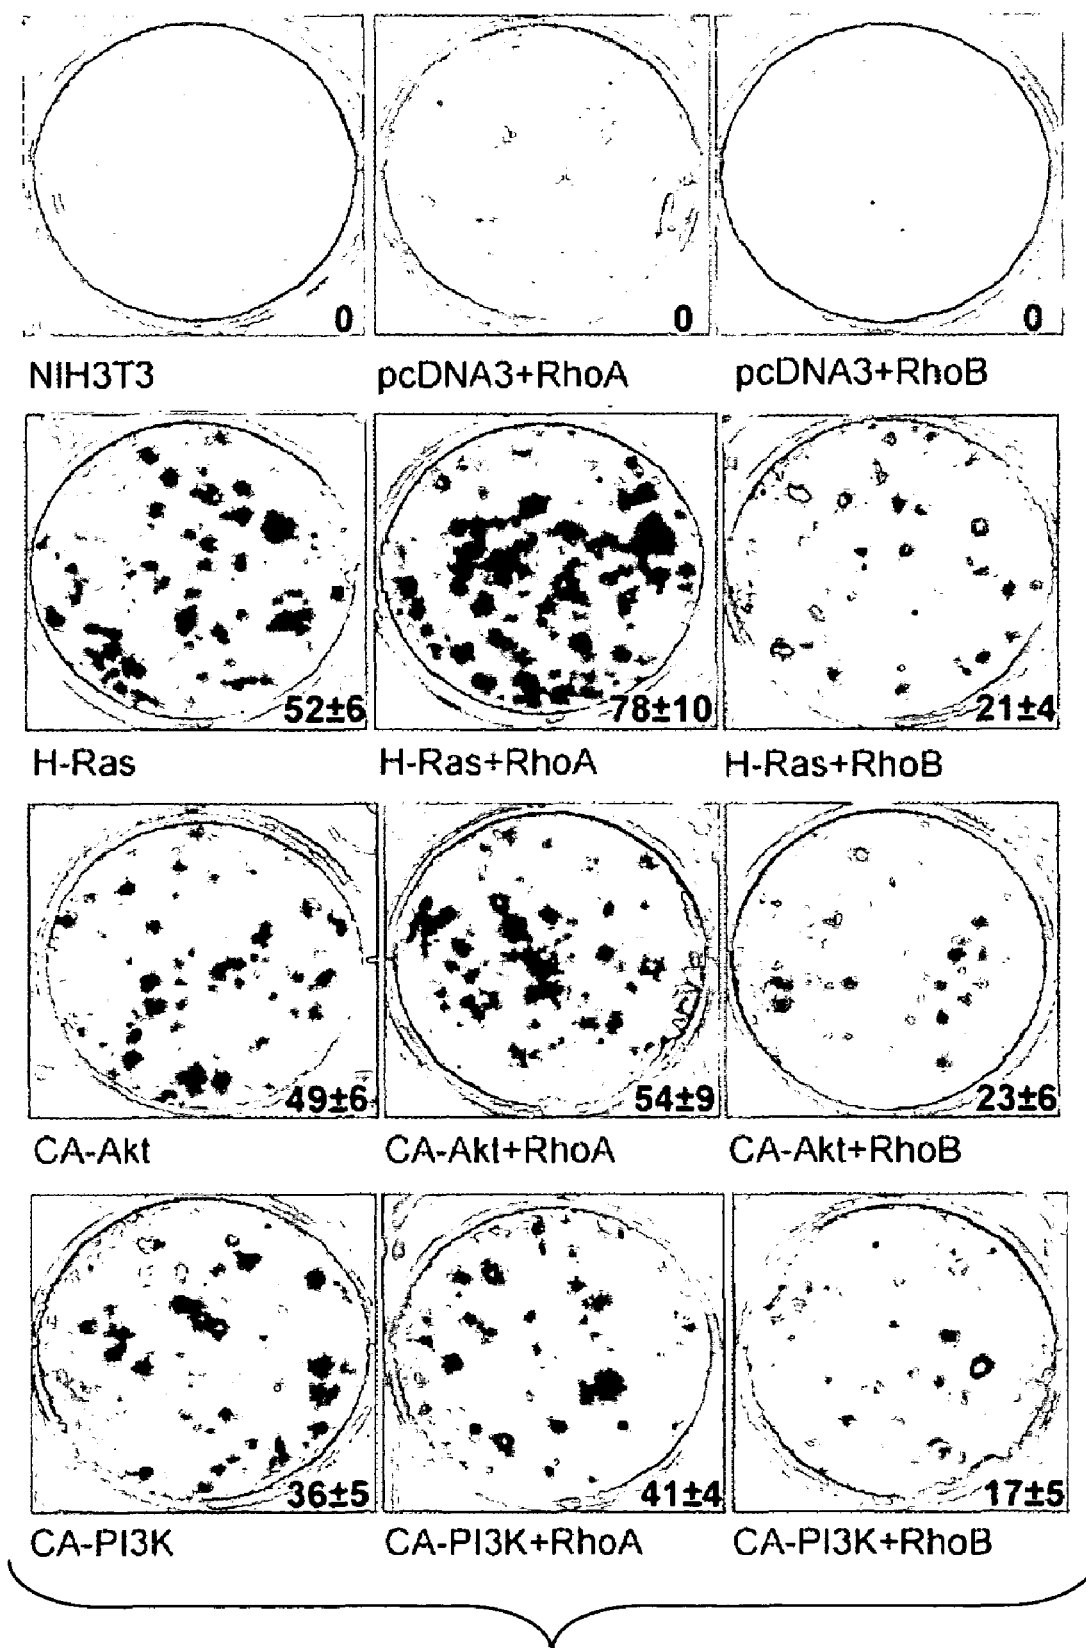 0 0 0
NIH3T3 pcDNA3+RhoA pcDNA3+RhoB
52±6 78±10 21±4
H-Ras H-Ras+RhoA H-Ras+RhoB
49±6 54±9 23±6
CA-Akt CA-Akt+RhoA CA-Akt+RhoB
36±5 41±4 17±5
CA-PI3K CA-PI3K+RhoA CA-PI3K+RhoB